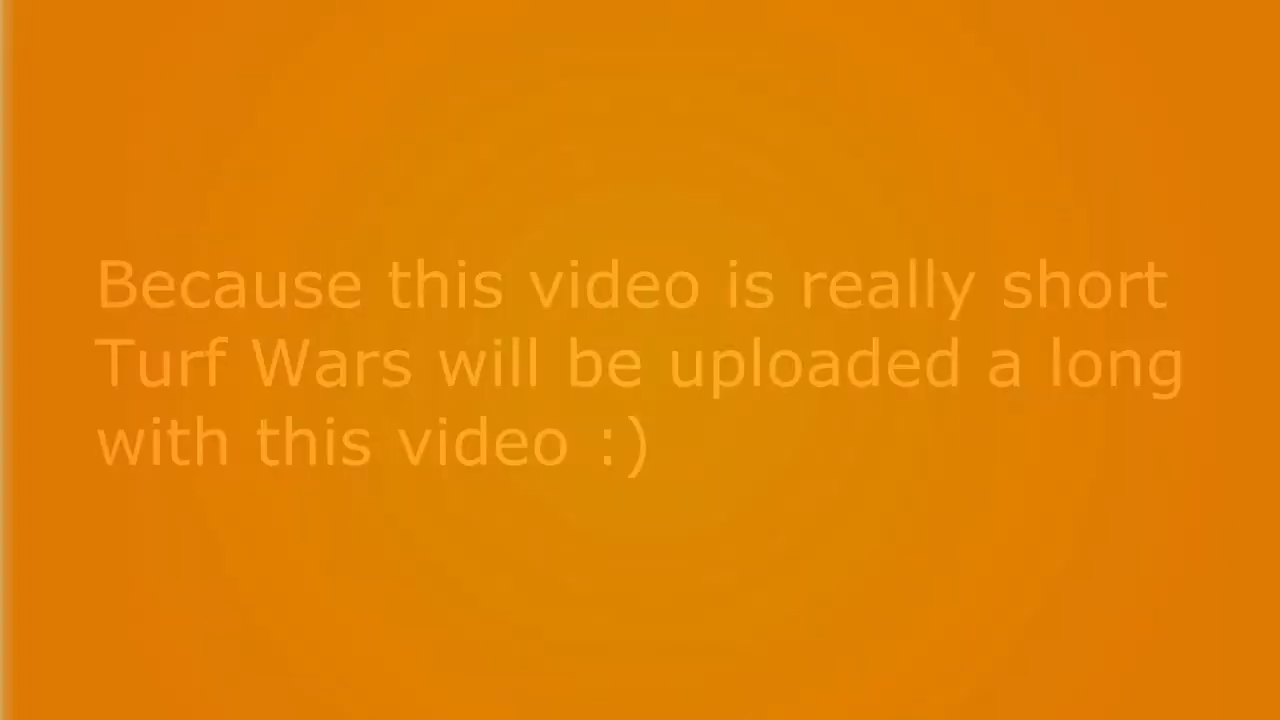 Because this video is really short
Turf Wars will be uploaded a long
with this video :)